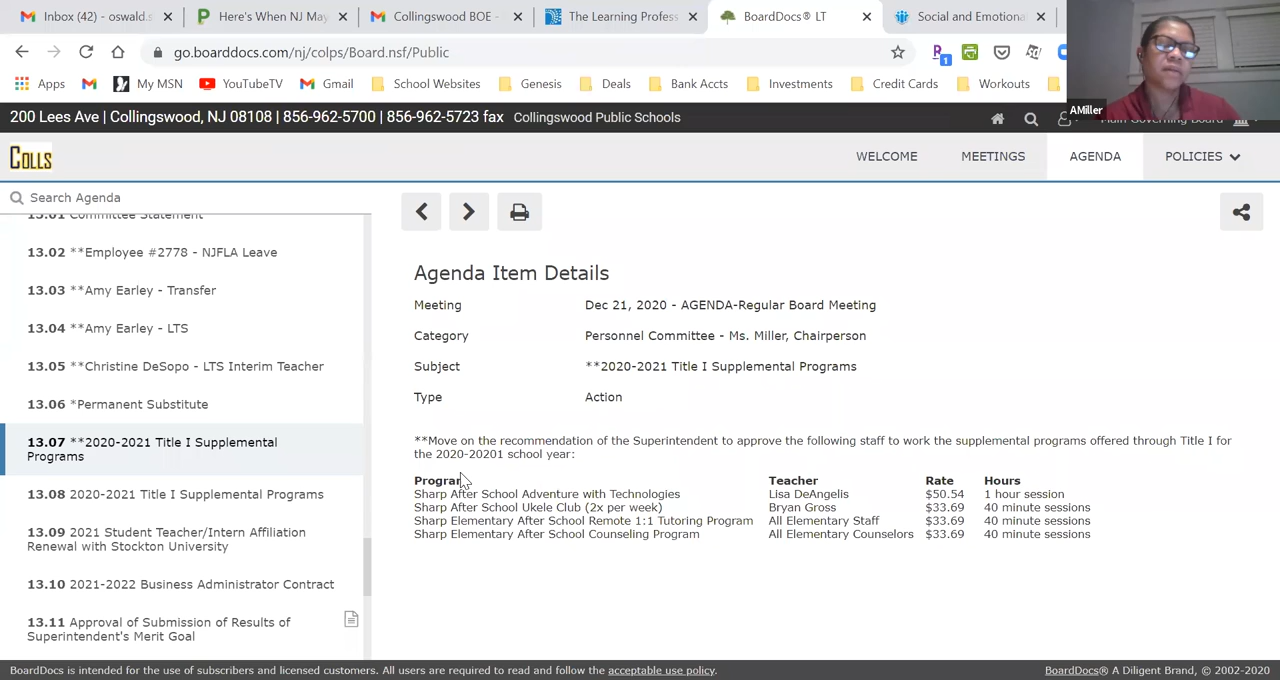 Inbox (42) - oswald.s
Here's When NJ May
Collingswood BOE -
The Learning Profess
BoardDocs® LT
Social and Emotiona
go.boarddocs.com/nj/colps/Board.nsf/Public
1
Apps
My MSN
YouTubeTV
Gmail
School Websites
Genesis
Deals
Bank Accts
Investments
Credit Cards
Workouts
AMiller
200 Lees Ave | Collingswood, NJ 08108 | 856-962-5700 | 856-962-5723 fax Collingswood Public Schools
Main Governing Board
COLLS
WELCOME
MEETINGS
AGENDA
POLICIES
Search Agenda
13.01 Committee Statement
13.02 **Employee #2778 - NJFLA Leave
13.03 **Amy Earley - Transfer
13.04 **Amy Earley - LTS
13.05 **Christine DeSopo - LTS Interim Teacher
13.06 *Permanent Substitute
13.07 **2020-2021 Title I Supplemental
Programs
13.08 2020-2021 Title I Supplemental Programs
13.09 2021 Student Teacher/Intern Affiliation
Renewal with Stockton University
13.10 2021-2022 Business Administrator Contract
13.11 Approval of Submission of Results of
Superintendent's Merit Goal
Agenda Item Details
Meeting Dec 21, 2020 - AGENDA-Regular Board Meeting
Category Personnel Committee - Ms. Miller, Chairperson
Subject **2020-2021 Title I Supplemental Programs
Type Action
**Move on the recommendation of the Superintendent to approve the following staff to work the supplemental programs offered through Title I for
the 2020-20201 school year:
Program Teacher Rate Hours
Sharp After School Adventure with Technologies Lisa DeAngelis $50.54 1 hour session
Sharp After School Ukele Club (2x per week) Bryan Gross $33.69 40 minute sessions
Sharp Elementary After School Remote 1:1 Tutoring Program All Elementary Staff $33.69 40 minute sessions
Sharp Elementary After School Counseling Program All Elementary Counselors $33.69 40 minute sessions
BoardDocs is intended for the use of subscribers and licensed customers. All users are required to read and follow the acceptable use policy.
BoardDocs® A Diligent Brand, © 2002-2020